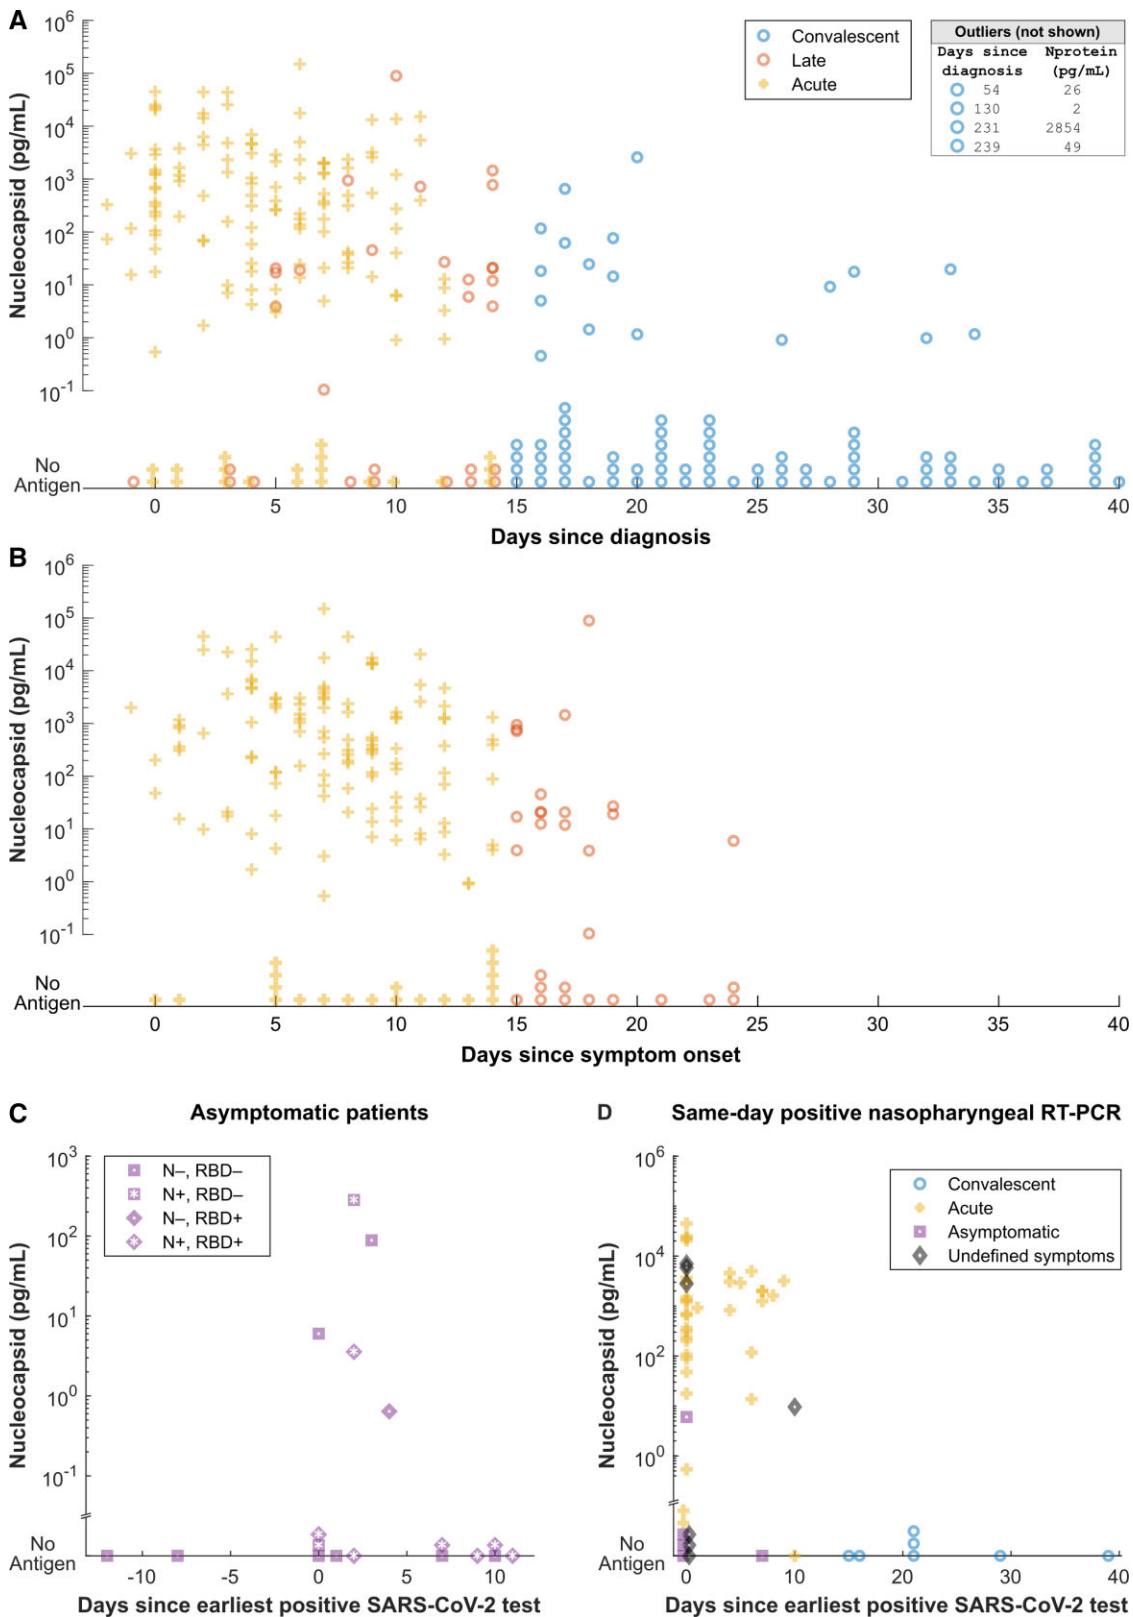 A
10^6
10^5
10^4
10^3
10^2
10^1
10^0
10^-1
Nucleocapsid (pg/mL)
No
Antigen
Convalescent
Late
Acute
Outliers (not shown)
Days since Nprotein
diagnosis (pg/mL)
54 26
130 2
231 2854
239 49
0 5 10 15 20 25 30 35 40
Days since diagnosis
B
10^6
10^5
10^4
10^3
10^2
10^1
10^0
10^-1
Nucleocapsid (pg/mL)
No
Antigen
0 5 10 15 20 25 30 35 40
Days since symptom onset
C Asymptomatic patients
10^3
10^2
10^1
10^0
10^-1
Nucleocapsid (pg/mL)
No
Antigen
N–, RBD–
N+, RBD–
N–, RBD+
N+, RBD+
-10 -5 0 5 10
Days since earliest positive SARS-CoV-2 test
D Same-day positive nasopharyngeal RT-PCR
10^6
10^4
10^2
10^0
Nucleocapsid (pg/mL)
No
Antigen
Convalescent
Acute
Asymptomatic
Undefined symptoms
0 10 20 30 40
Days since earliest positive SARS-CoV-2 test